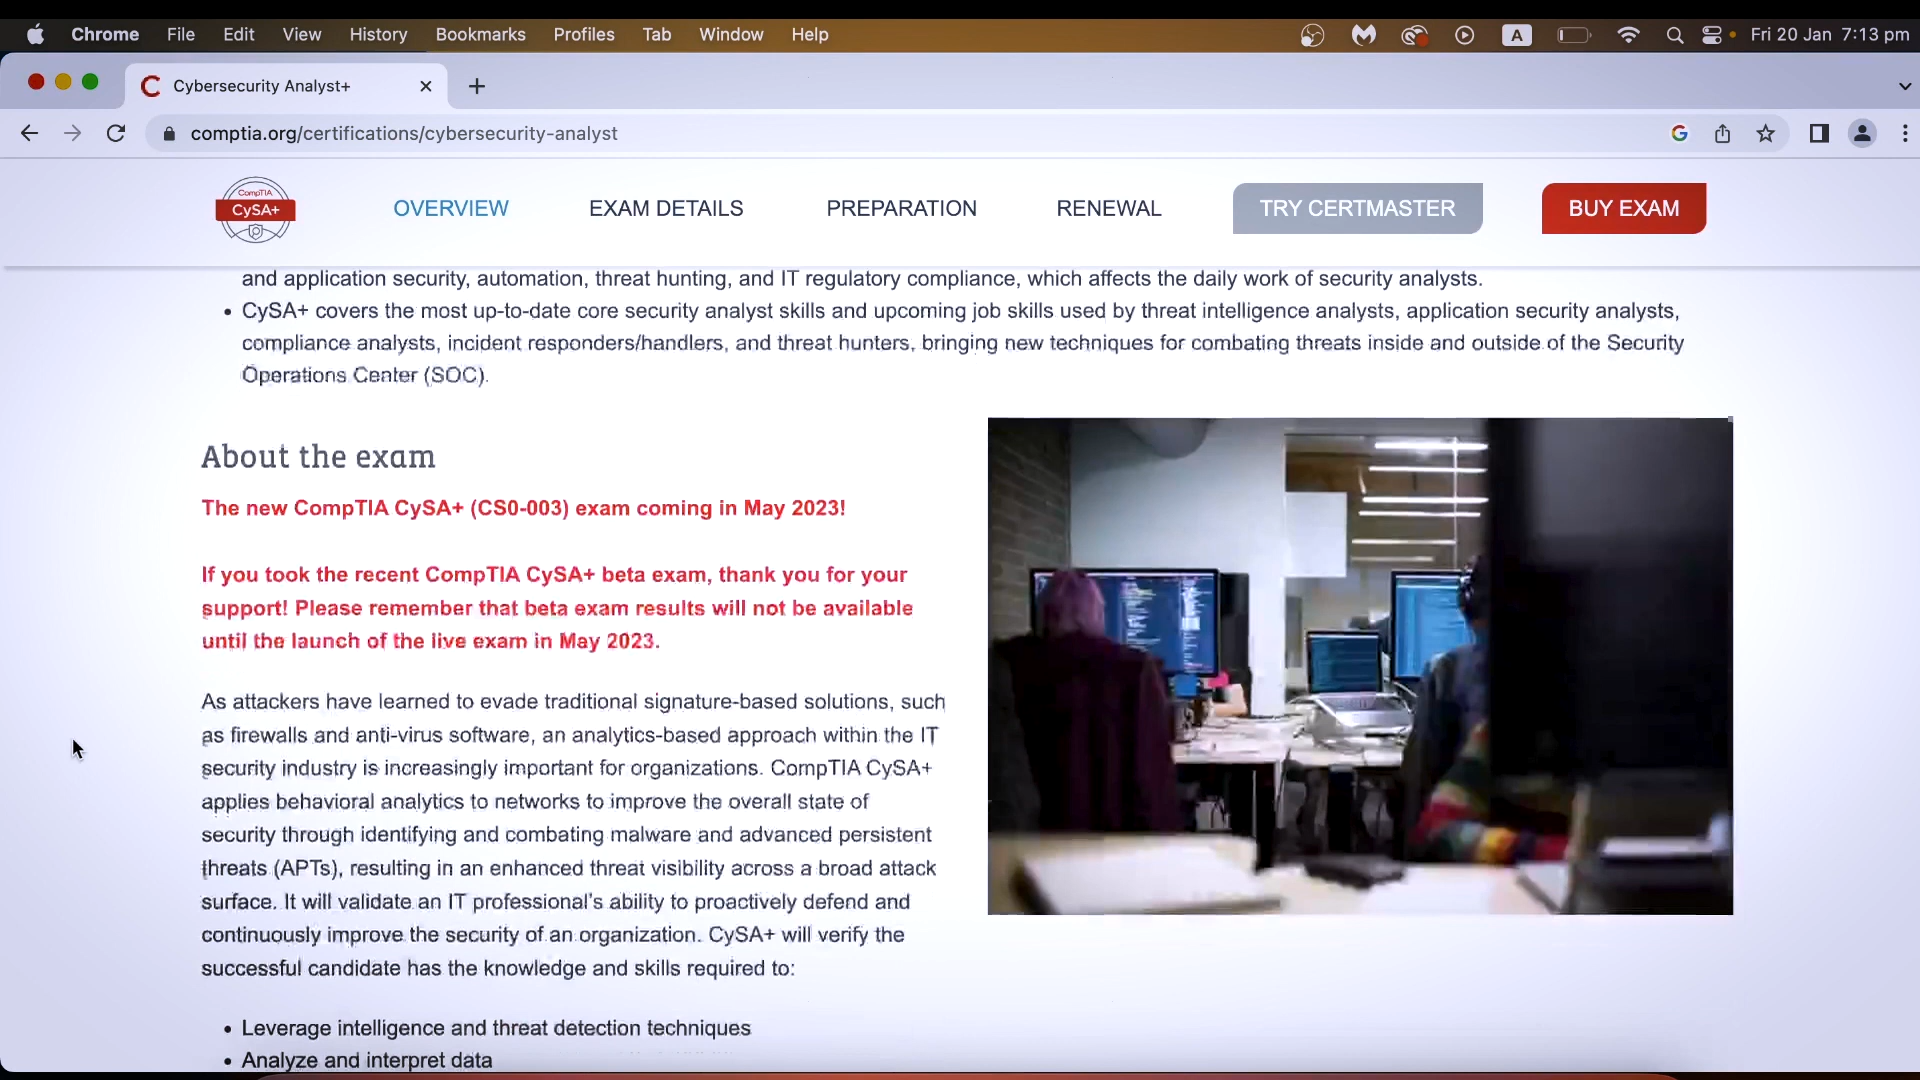 Chrome File Edit View History Bookmarks Profiles Tab Window Help A Fri 20 Jan 7:13 pm
Cybersecurity Analyst+
comptia.org/certifications/cybersecurity-analyst
CompTIA
CySA+
OVERVIEW EXAM DETAILS PREPARATION RENEWAL TRY CERTMASTER BUY EXAM
and application security, automation, threat hunting, and IT regulatory compliance, which affects the daily work of security analysts.
• CySA+ covers the most up-to-date core security analyst skills and upcoming job skills used by threat intelligence analysts, application security analysts,
compliance analysts, incident responders/handlers, and threat hunters, bringing new techniques for combating threats inside and outside of the Security
Operations Center (SOC).
About the exam
The new CompTIA CySA+ (CS0-003) exam coming in May 2023!
If you took the recent CompTIA CySA+ beta exam, thank you for your
support! Please remember that beta exam results will not be available
until the launch of the live exam in May 2023.
As attackers have learned to evade traditional signature-based solutions, such
as firewalls and anti-virus software, an analytics-based approach within the IT
security industry is increasingly important for organizations. CompTIA CySA+
applies behavioral analytics to networks to improve the overall state of
security through identifying and combating malware and advanced persistent
threats (APTs), resulting in an enhanced threat visibility across a broad attack
surface. It will validate an IT professional's ability to proactively defend and
continuously improve the security of an organization. CySA+ will verify the
successful candidate has the knowledge and skills required to:
• Leverage intelligence and threat detection techniques
• Analyze and interpret data